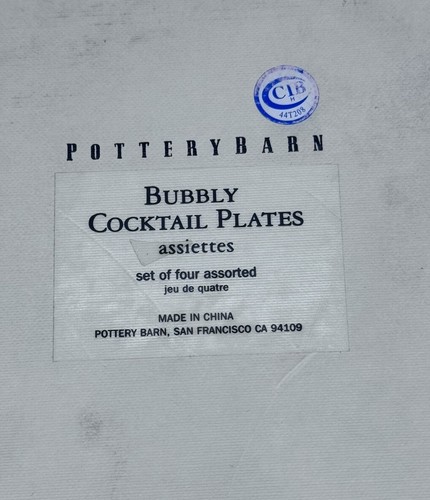 CIB
H
44T208
POTTERYBARN
BUBBLY
COCKTAIL PLATES
assiettes
set of four assorted
jeu de quatre
MADE IN CHINA
POTTERY BARN, SAN FRANCISCO CA 94109